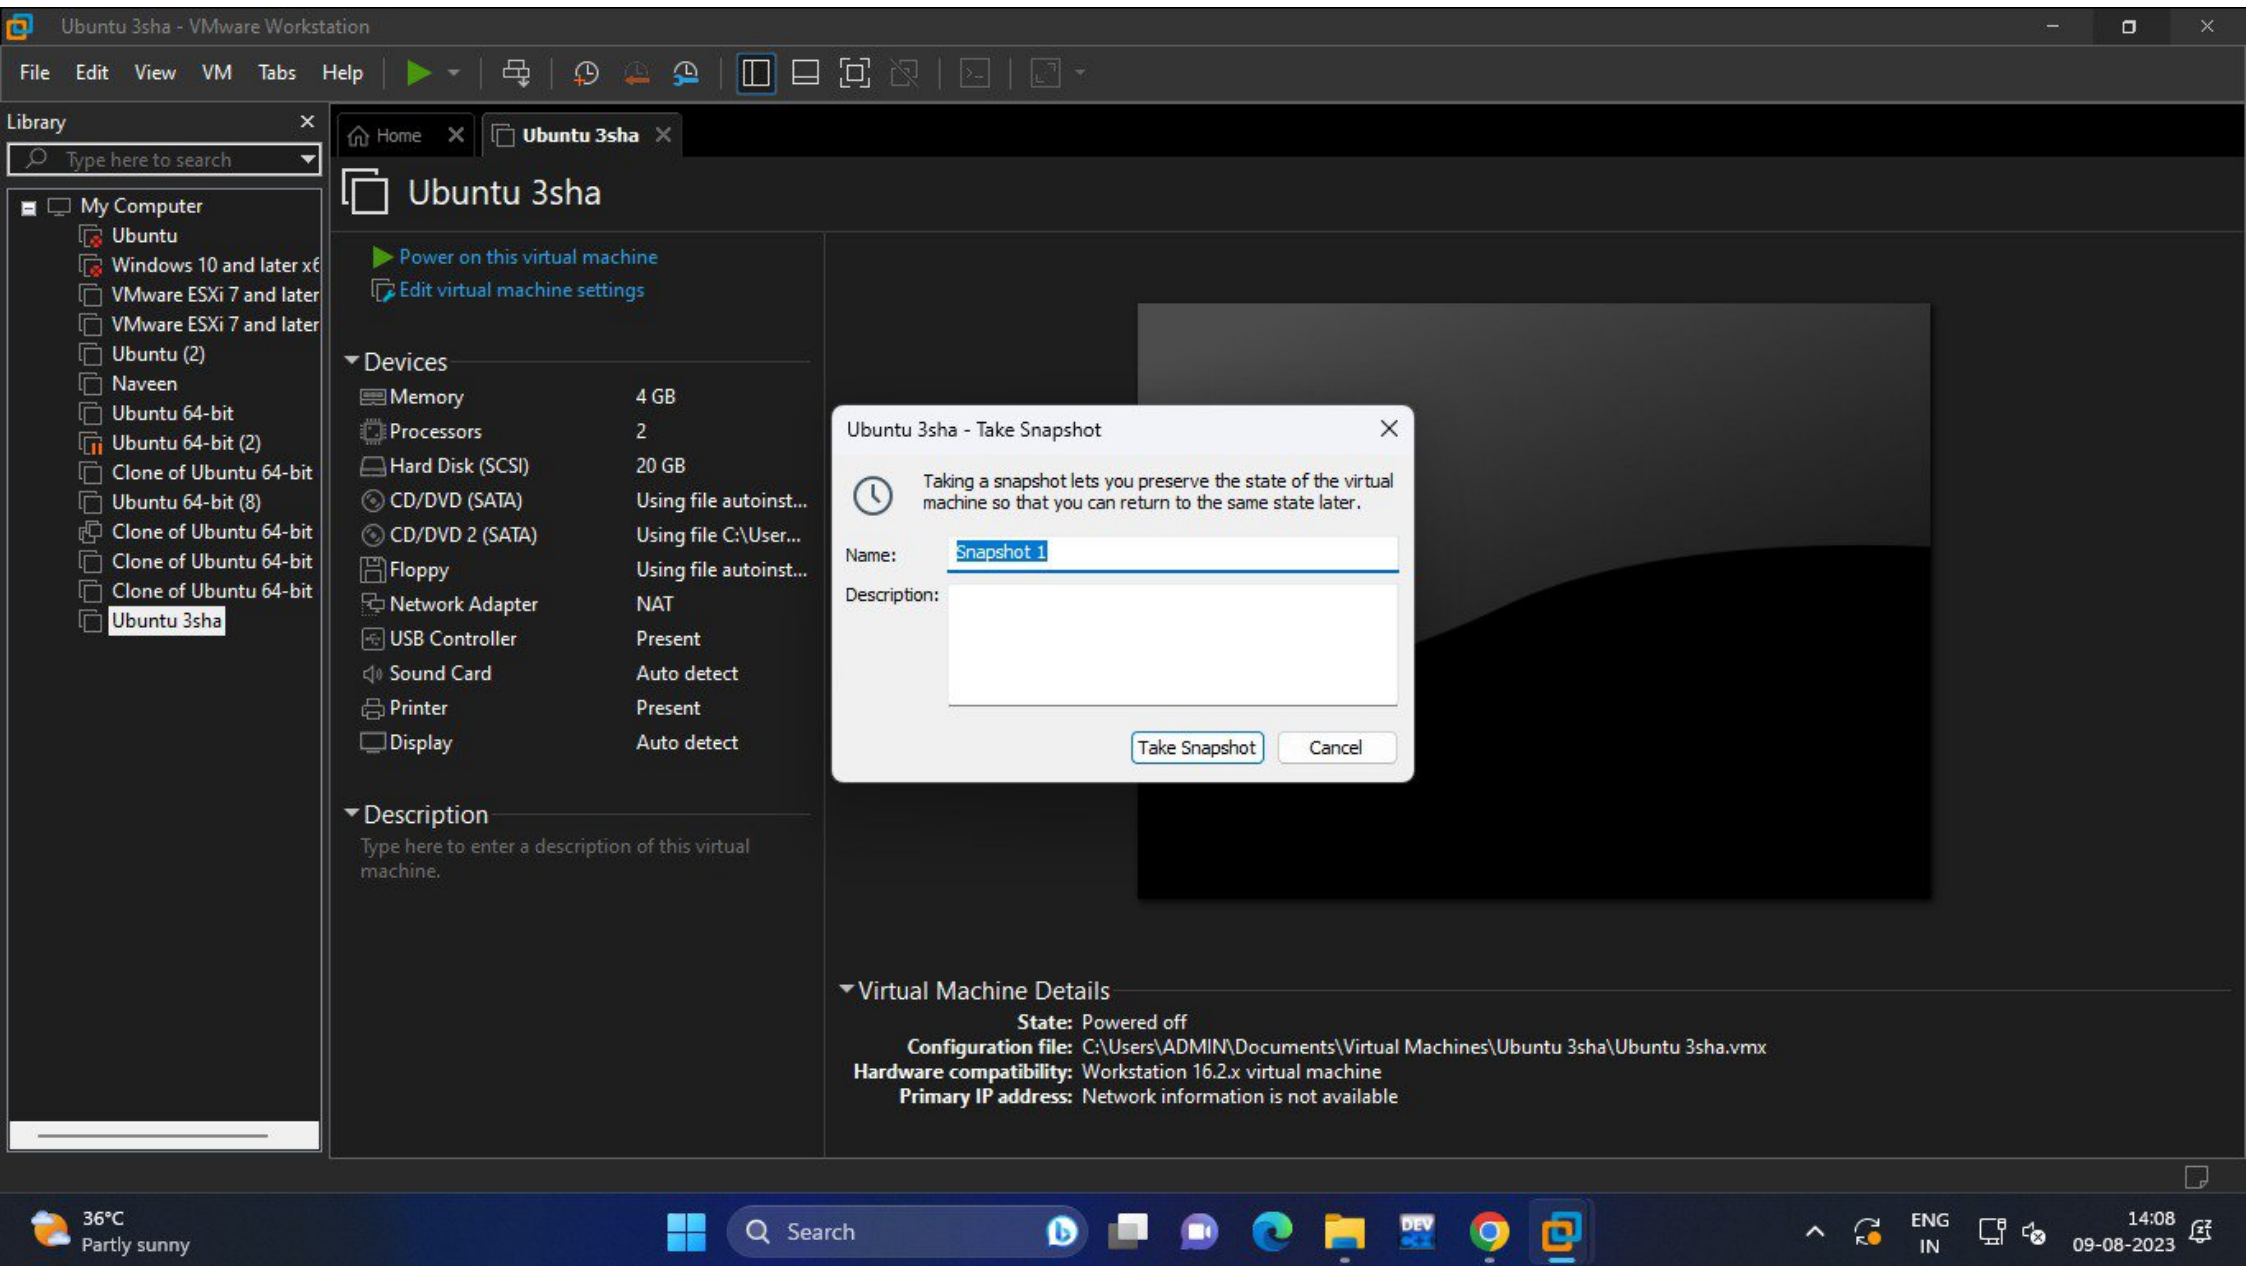 Ubuntu 3sha - VMware Workstation
File Edit View VM Tabs Help
Library
Type here to search
My Computer
Ubuntu
Windows 10 and later x6
VMware ESXi 7 and later
VMware ESXi 7 and later
Ubuntu (2)
Naveen
Ubuntu 64-bit
Ubuntu 64-bit (2)
Clone of Ubuntu 64-bit
Ubuntu 64-bit (8)
Clone of Ubuntu 64-bit
Clone of Ubuntu 64-bit
Clone of Ubuntu 64-bit
Ubuntu 3sha
Home
Ubuntu 3sha
Ubuntu 3sha
Power on this virtual machine
Edit virtual machine settings
Devices
Memory 4 GB
Processors 2
Hard Disk (SCSI) 20 GB
CD/DVD (SATA) Using file autoinst...
CD/DVD 2 (SATA) Using file C:\User...
Floppy Using file autoinst...
Network Adapter NAT
USB Controller Present
Sound Card Auto detect
Printer Present
Display Auto detect
Description
Type here to enter a description of this virtual
machine.
Ubuntu 3sha - Take Snapshot
Taking a snapshot lets you preserve the state of the virtual
machine so that you can return to the same state later.
Name: Snapshot 1
Description:
Take Snapshot Cancel
Virtual Machine Details
State: Powered off
Configuration file: C:\Users\ADMIN\Documents\Virtual Machines\Ubuntu 3sha\Ubuntu 3sha.vmx
Hardware compatibility: Workstation 16.2.x virtual machine
Primary IP address: Network information is not available
36°C
Partly sunny
Search
DEV
C++
ENG
IN
14:08
09-08-2023